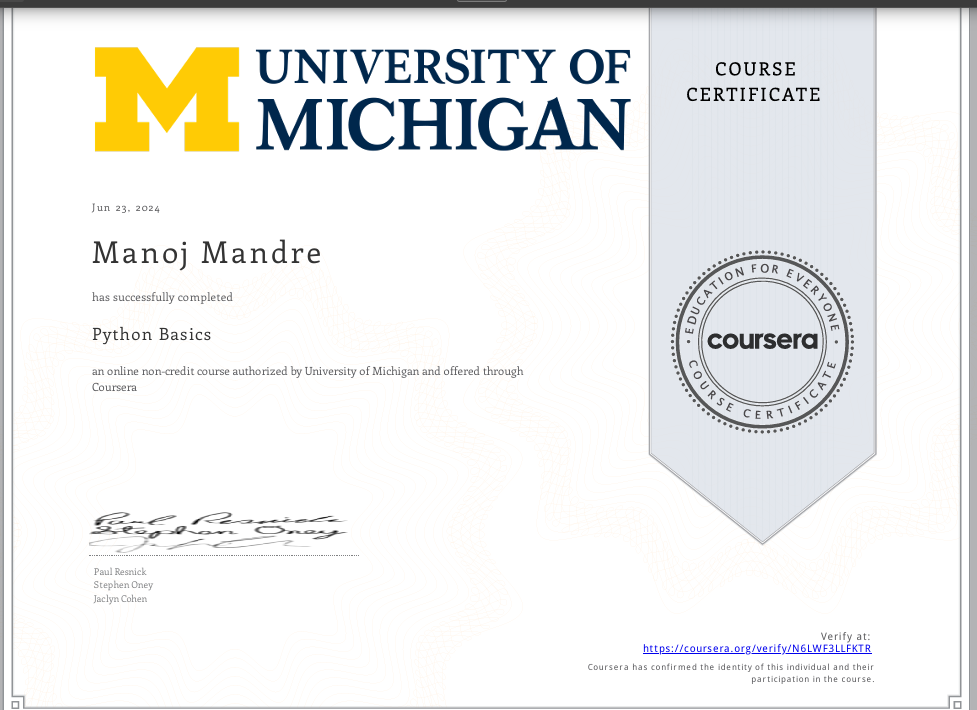 UNIVERSITY OF
MICHIGAN
COURSE
CERTIFICATE
Jun 23, 2024
Manoj Mandre
has successfully completed
Python Basics
an online non-credit course authorized by University of Michigan and offered through
Coursera
EDUCATION FOR EVERYONE
coursera
COURSE CERTIFICATE
Paul Resnick
Stephen Oney
Paul Resnick
Stephen Oney
Jaclyn Cohen
Verify at:
https://coursera.org/verify/N6LWF3LLFKTR
Coursera has confirmed the identity of this individual and their
participation in the course.